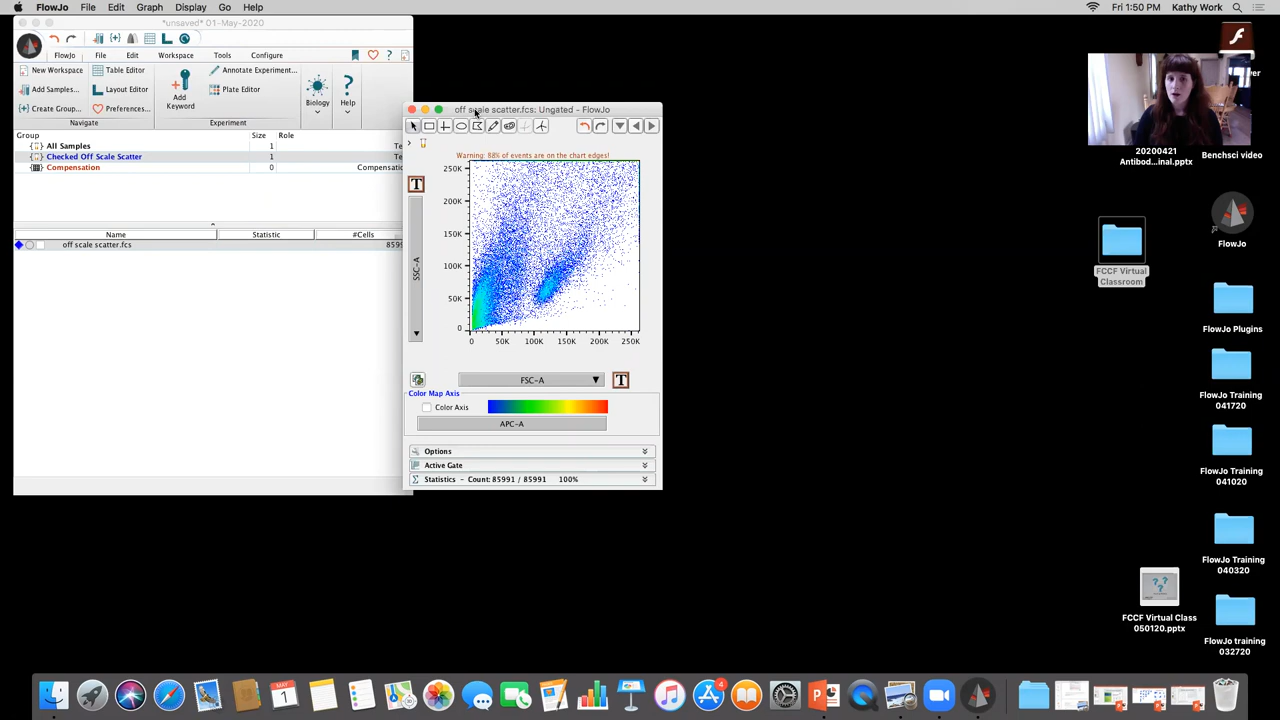 FlowJo File Edit Graph Display Go Help
Fri 1:50 PM Kathy Work
*unsaved* 01-May-2020
FlowJo File Edit Workspace Tools Configure
New Workspace Table Editor
Add Samples... Layout Editor
Create Group... Preferences...
Navigate
Add Keyword
Annotate Experiment...
Plate Editor
Experiment
Biology
Help
Group Size Role
All Samples 1 Te
Checked Off Scale Scatter 1 Te
Compensation 0 Compensatio
Name Statistic #Cells
off scale scatter.fcs 8599
off scale scatter.fcs: Ungated - FlowJo
Warning: 88% of events are on the chart edges!
T
SSC-A
250K
200K
150K
100K
50K
0
0 50K 100K 150K 200K 250K
FSC-A
T
Color Map Axis
Color Axis
APC-A
Options
Active Gate
Statistics - Count: 85991 / 85991 100%
20200421
Antibod...inal.pptx
Benchsci video
FCCF Virtual
Classroom
FlowJo
FlowJo Plugins
FlowJo Training
041720
FlowJo Training
041020
FlowJo Training
040320
FCCF Virtual Class
050120.pptx
FlowJo training
032720
MAY
1
4